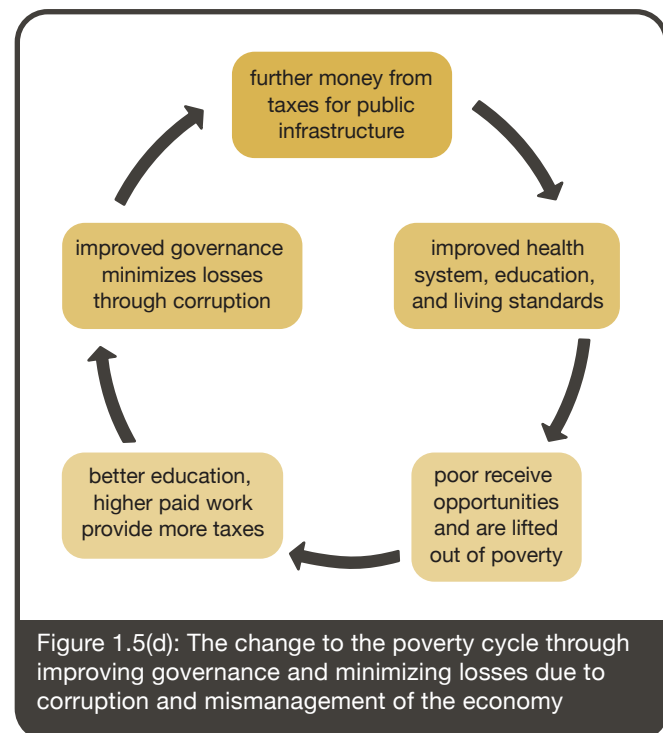 further money from
taxes for public
infrastructure
improved health
system, education,
and living standards
poor receive
opportunities
and are lifted
out of poverty
better education,
higher paid work
provide more taxes
improved governance
minimizes losses
through corruption
Figure 1.5(d): The change to the poverty cycle through
improving governance and minimizing losses due to
corruption and mismanagement of the economy